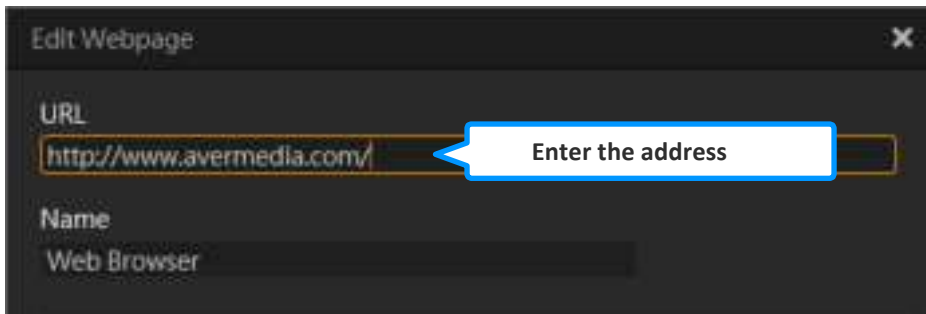 Edit Webpage
URL
http://www.avermedia.com/
Enter the address
Name
Web Browser